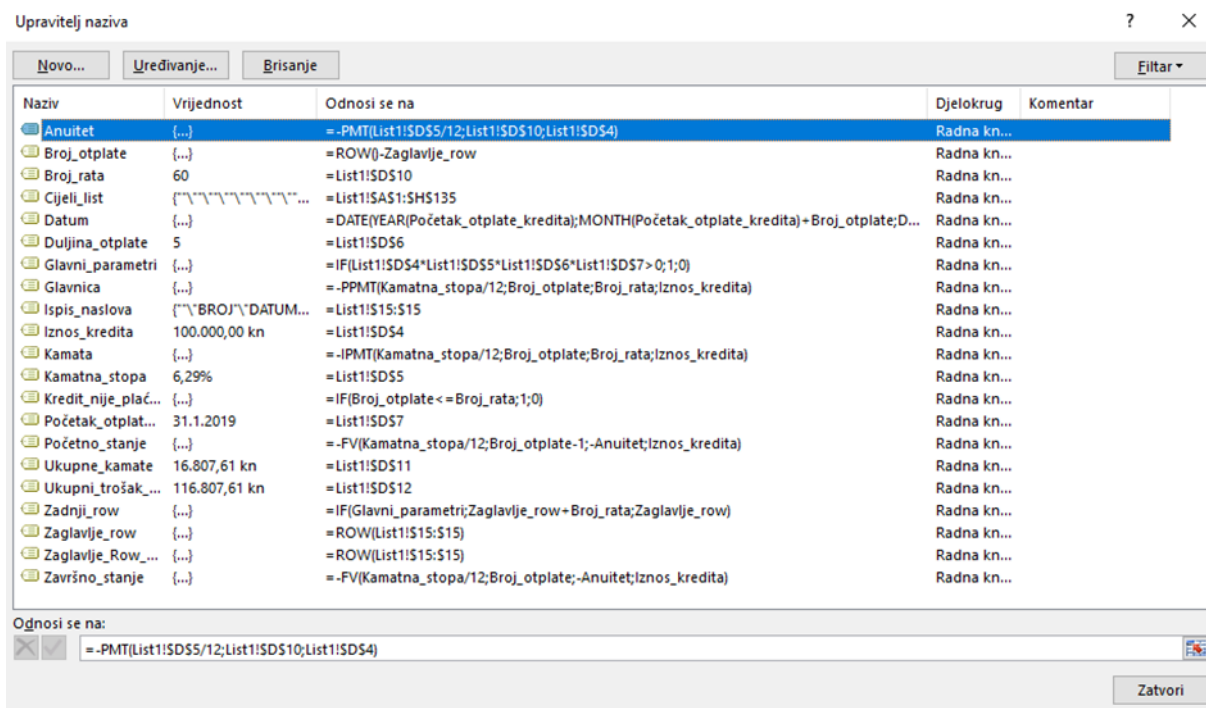 Upravitelj naziva ? ×
Novo... Uređivanje... Brisanje Filtar
Naziv Vrijednost Odnosi se na Djelokrug Komentar
Anuitet {...} =-PMT(List1!$D$5/12;List1!$D$10;List1!$D$4) Radna kn...
Broj_otplate {...} =ROW()-Zaglavlje_row Radna kn...
Broj_rata 60 =List1!$D$10 Radna kn...
Cijeli_list {""\""\""\""\""\""\""\""... =List1!$A$1:$H$135 Radna kn...
Datum {...} =DATE(YEAR(Početak_otplate_kredita);MONTH(Početak_otplate_kredita)+Broj_otplate;D... Radna kn...
Duljina_otplate 5 =List1!$D$6 Radna kn...
Glavni_parametri {...} =IF(List1!$D$4*List1!$D$5*List1!$D$6*List1!$D$7>0;1;0) Radna kn...
Glavnica {...} =-PPMT(Kamatna_stopa/12;Broj_otplate;Broj_rata;Iznos_kredita) Radna kn...
Ispis_naslova {""\"BROJ"\"DATUM... =List1!$15:$15 Radna kn...
Iznos_kredita 100.000,00 kn =List1!$D$4 Radna kn...
Kamata {...} =-IPMT(Kamatna_stopa/12;Broj_otplate;Broj_rata;Iznos_kredita) Radna kn...
Kamatna_stopa 6,29% =List1!$D$5 Radna kn...
Kredit_nije_plać... {...} =IF(Broj_otplate<=Broj_rata;1;0) Radna kn...
Početak_otplat... 31.1.2019 =List1!$D$7 Radna kn...
Početno_stanje {...} =-FV(Kamatna_stopa/12;Broj_otplate-1;-Anuitet;Iznos_kredita) Radna kn...
Ukupne_kamate 16.807,61 kn =List1!$D$11 Radna kn...
Ukupni_trošak_... 116.807,61 kn =List1!$D$12 Radna kn...
Zadnji_row {...} =IF(Glavni_parametri;Zaglavlje_row+Broj_rata;Zaglavlje_row) Radna kn...
Zaglavlje_row {...} =ROW(List1!$15:$15) Radna kn...
Zaglavlje_Row_... {...} =ROW(List1!$15:$15) Radna kn...
Završno_stanje {...} =-FV(Kamatna_stopa/12;Broj_otplate;-Anuitet;Iznos_kredita) Radna kn...
Odnosi se na:
=-PMT(List1!$D$5/12;List1!$D$10;List1!$D$4)
Zatvori